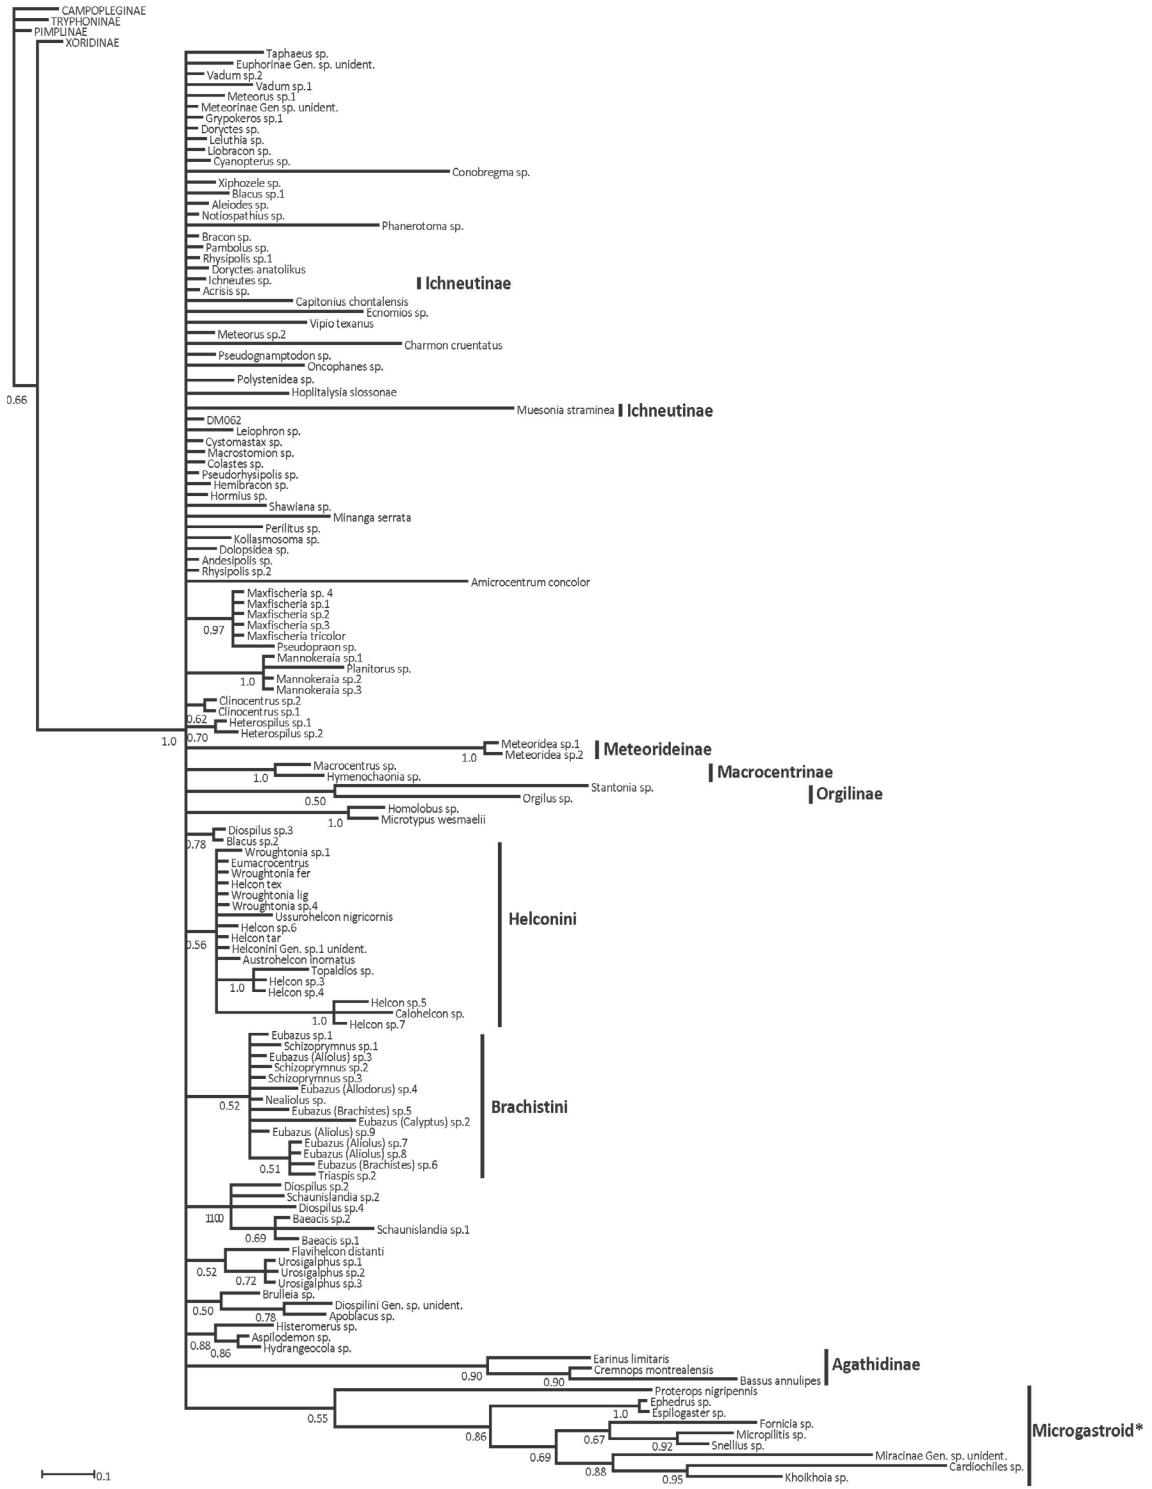 CAMPOPLEGINAE
TRYPHONINAE
PIMPLINAE
XORIDINAE
Taphaeus sp.
Euphorinae Gen. sp. unident.
Vadum sp.2
Vadum sp.1
Meteorus sp.1
Meteorinae Gen sp. unident.
Grypokeros sp.1
Doryctes sp.
Leluthia sp.
Liobracon sp.
Cyanopterus sp.
Conobregma sp.
Xiphozele sp.
Blacus sp.1
Aleiodes sp.
Notiospathius sp.
Phanerotoma sp.
Bracon sp.
Pambolus sp.
Rhysipolis sp.1
Doryctes anatolikus
Ichneutes sp.
Ichneutinae
Acrisis sp.
Capitonius chontalensis
Ecnomios sp.
Vipio texanus
Meteorus sp.2
Charmon cruentatus
Pseudognamptodon sp.
Oncophanes sp.
Polystenidea sp.
Hoplitalysia slossonae
0.66
Muesonia straminea
Ichneutinae
DM062
Leiophron sp.
Cystomastax sp.
Macrostomion sp.
Colastes sp.
Pseudorhysipolis sp.
Hemibracon sp.
Hormius sp.
Shawiana sp.
Minanga serrata
Perilitus sp.
Kollasmosoma sp.
Dolopsidea sp.
Andesipolis sp.
Rhysipolis sp.2
Amicrocentrum concolor
Maxfischeria sp. 4
Maxfischeria sp.1
Maxfischeria sp.2
Maxfischeria sp.3
0.97
Maxfischeria tricolor
Pseudopraon sp.
Mannokeraia sp.1
Planitorus sp.
Mannokeraia sp.2
1.0
Mannokeraia sp.3
Clinocentrus sp.2
Clinocentrus sp.1
0.62
Heterospilus sp.1
Heterospilus sp.2
0.70
1.0
Meteoridea sp.1
Meteoridea sp.2
1.0
Meteorideinae
Macrocentrus sp.
Hymenochaonia sp.
1.0
Macrocentrinae
Stantonia sp.
Orgilus sp.
0.50
Orgilinae
Homolobus sp.
Microtypus wesmaelii
1.0
Diospilus sp.3
Blacus sp.2
0.78
Wroughtonia sp.1
Eumacrocentrus
Wroughtonia fer
Helcon tex
Wroughtonia lig
Wroughtonia sp.4
Ussurohelcon nigricornis
Helconini
Helcon sp.6
Helcon tar
0.56
Helconini Gen. sp.1 unident.
Austrohelcon inornatus
Topaldios sp.
Helcon sp.3
1.0
Helcon sp.4
Helcon sp.5
Calohelcon sp.
1.0
Helcon sp.7
Eubazus sp.1
Schizoprymnus sp.1
Eubazus (Aliolus) sp.3
Schizoprymnus sp.2
Schizoprymnus sp.3
Eubazus (Allodorus) sp.4
Nealiolus sp.
0.52
Brachistini
Eubazus (Brachistes) sp.5
Eubazus (Calyptus) sp.2
Eubazus (Aliolus) sp.9
Eubazus (Aliolus) sp.7
Eubazus (Aliolus) sp.8
Eubazus (Brachistes) sp.6
0.51
Triaspis sp.2
Diospilus sp.2
Schaunislandia sp.2
Diospilus sp.4
Baeacis sp.2
Schaunislandia sp.1
0.69
Baeacis sp.1
Flavihelcon distanti
Urosigalphus sp.1
0.52
Urosigalphus sp.2
0.72
Urosigalphus sp.3
Brulleia sp.
Diospilini Gen. sp. unident.
0.50
0.78
Apoblacus sp.
Histeromerus sp.
Aspilodemon sp.
0.88
0.86
Hydrangeocola sp.
Earinus limitaris
Cremnops montrealensis
0.90
0.90
Bassus annulipes
Agathidinae
Proterops nigripennis
Ephedrus sp.
1.0
Espilogaster sp.
0.55
Fornicia sp.
Micropilitis sp.
0.86
0.67
0.92
Snellius sp.
Microgastroid*
0.69
Miracinae Gen. sp. unident.
Cardiochiles sp.
0.88
0.95
Khoikhoia sp.
0.1